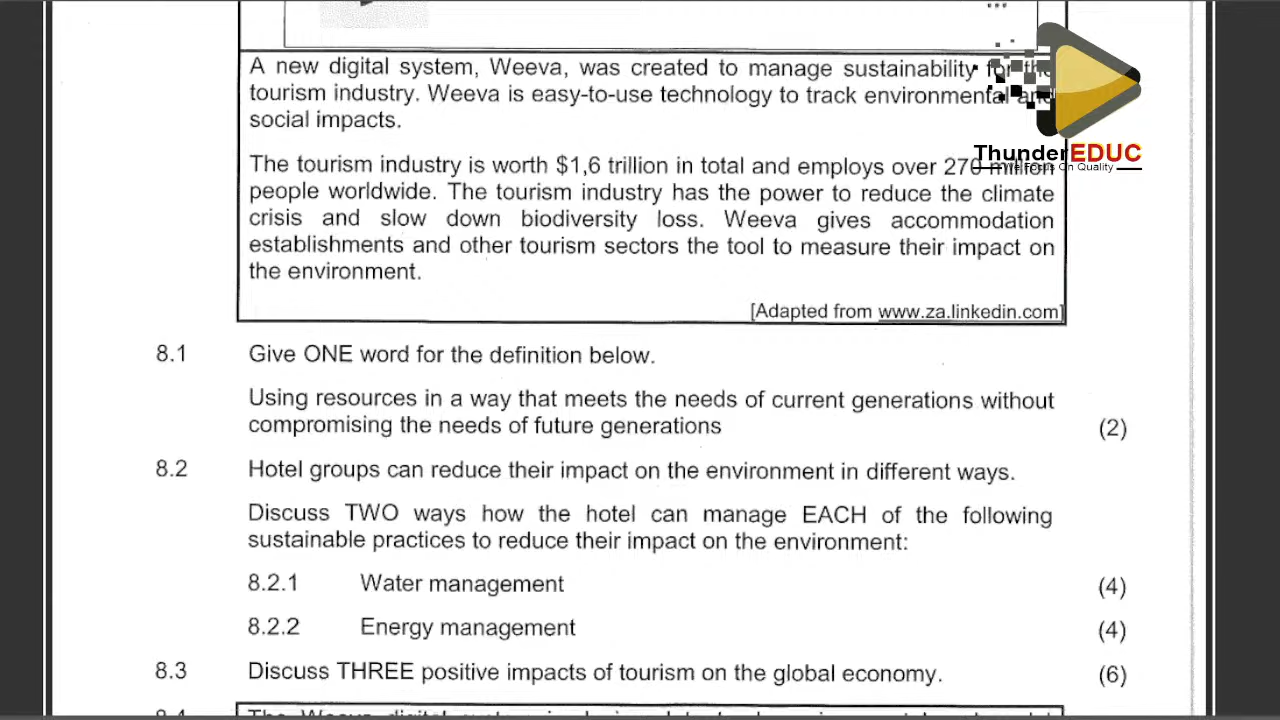 A new digital system, Weeva, was created to manage sustainability for the
tourism industry. Weeva is easy-to-use technology to track environmental and
social impacts.
ThunderEDUC
Focus On Quality
The tourism industry is worth $1,6 trillion in total and employs over 270 million
people worldwide. The tourism industry has the power to reduce the climate
crisis and slow down biodiversity loss. Weeva gives accommodation
establishments and other tourism sectors the tool to measure their impact on
the environment.
[Adapted from www.za.linkedin.com]
8.1 Give ONE word for the definition below.
Using resources in a way that meets the needs of current generations without
compromising the needs of future generations (2)
8.2 Hotel groups can reduce their impact on the environment in different ways.
Discuss TWO ways how the hotel can manage EACH of the following
sustainable practices to reduce their impact on the environment:
8.2.1 Water management (4)
8.2.2 Energy management (4)
8.3 Discuss THREE positive impacts of tourism on the global economy. (6)